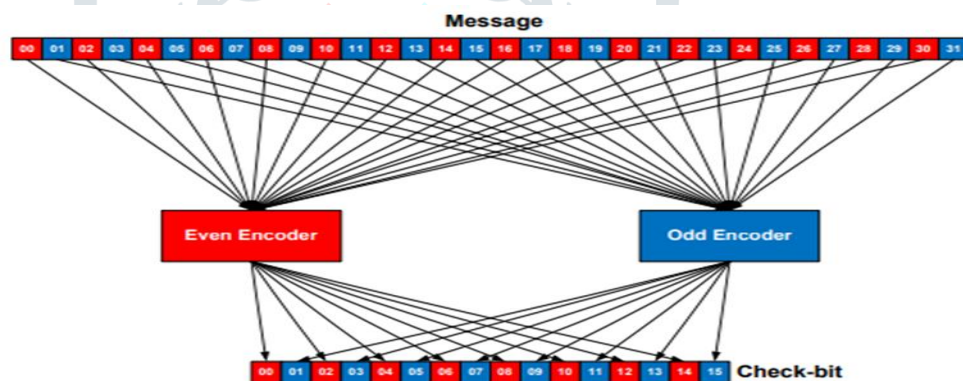 Message
00 01 02 03 04 05 06 07 08 09 10 11 12 13 14 15 16 17 18 19 20 21 22 23 24 25 26 27 28 29 30 31
Even Encoder Odd Encoder
00 01 02 03 04 05 06 07 08 09 10 11 12 13 14 15 Check-bit